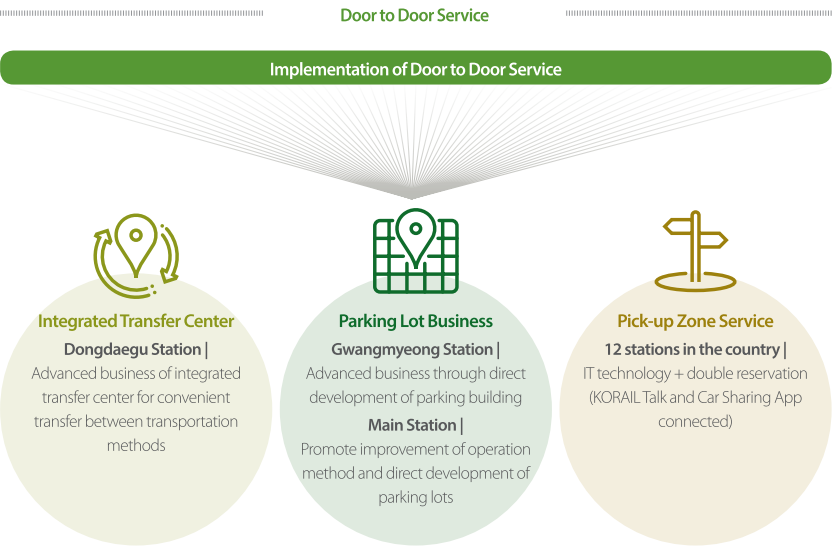 Door to Door Service
Implementation of Door to Door Service
Integrated Transfer Center
Dongdaegu Station |
Advanced business of integrated
transfer center for convenient
transfer between transportation
methods
Parking Lot Business
Gwangmyeong Station |
Advanced business through direct
development of parking building
Main Station |
Promote improvement of operation
method and direct development of
parking lots
Pick-up Zone Service
12 stations in the country |
IT technology + double reservation
(KORAIL Talk and Car Sharing App
connected)